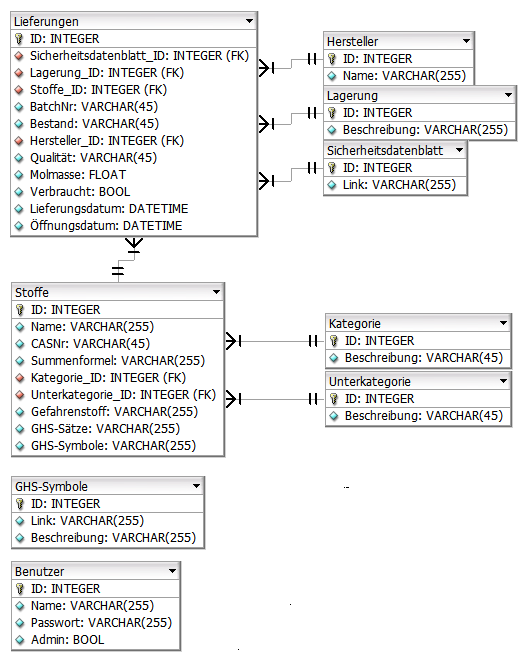 Lieferungen
ID: INTEGER
Sicherheitsdatenblatt_ID: INTEGER (FK)
Lagerung_ID: INTEGER (FK)
Stoffe_ID: INTEGER (FK)
BatchNr: VARCHAR(45)
Bestand: VARCHAR(45)
Hersteller_ID: INTEGER (FK)
Qualität: VARCHAR(45)
Molmasse: FLOAT
Verbraucht: BOOL
Lieferungsdatum: DATETIME
Öffnungsdatum: DATETIME
Hersteller
ID: INTEGER
Name: VARCHAR(255)
Lagerung
ID: INTEGER
Beschreibung: VARCHAR(255)
Sicherheitsdatenblatt
ID: INTEGER
Link: VARCHAR(255)
Stoffe
ID: INTEGER
Name: VARCHAR(255)
CASNr: VARCHAR(45)
Summenformel: VARCHAR(255)
Kategorie_ID: INTEGER (FK)
Unterkategorie_ID: INTEGER (FK)
Gefahrenstoff: VARCHAR(255)
GHS-Sätze: VARCHAR(255)
GHS-Symbole: VARCHAR(255)
Kategorie
ID: INTEGER
Beschreibung: VARCHAR(45)
Unterkategorie
ID: INTEGER
Beschreibung: VARCHAR(45)
GHS-Symbole
ID: INTEGER
Link: VARCHAR(255)
Beschreibung: VARCHAR(255)
Benutzer
ID: INTEGER
Name: VARCHAR(255)
Passwort: VARCHAR(255)
Admin: BOOL